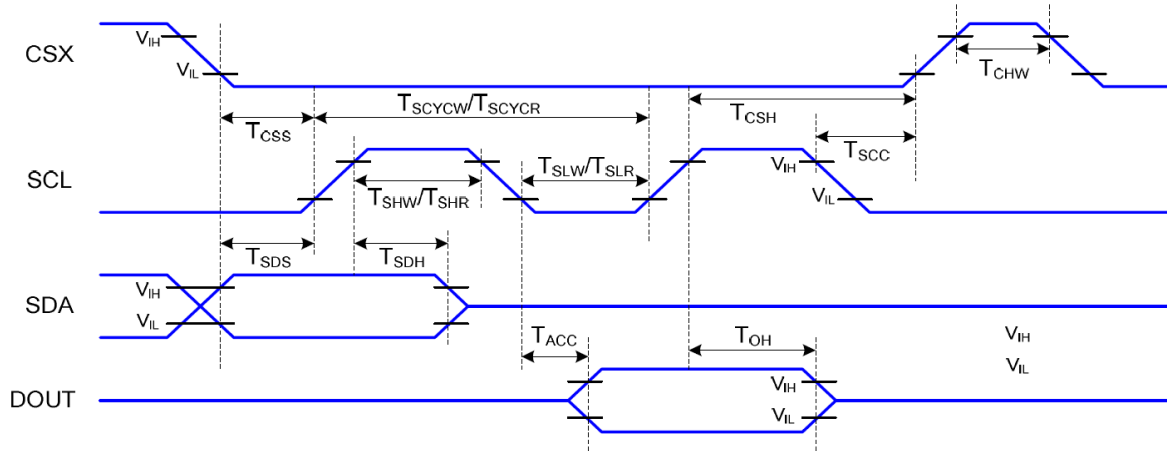 CSX
VIH
VIL
TCHW
TSCYCW/TSCYCR
TCSS
TCSH
TSCC
SCL
TSLW/TSLR
VIH
TSHW/TSHR
VIL
TSDS
TSDH
SDA
VIH
VIL
TACC
TOH
VIH
VIL
DOUT
VIH
VIL